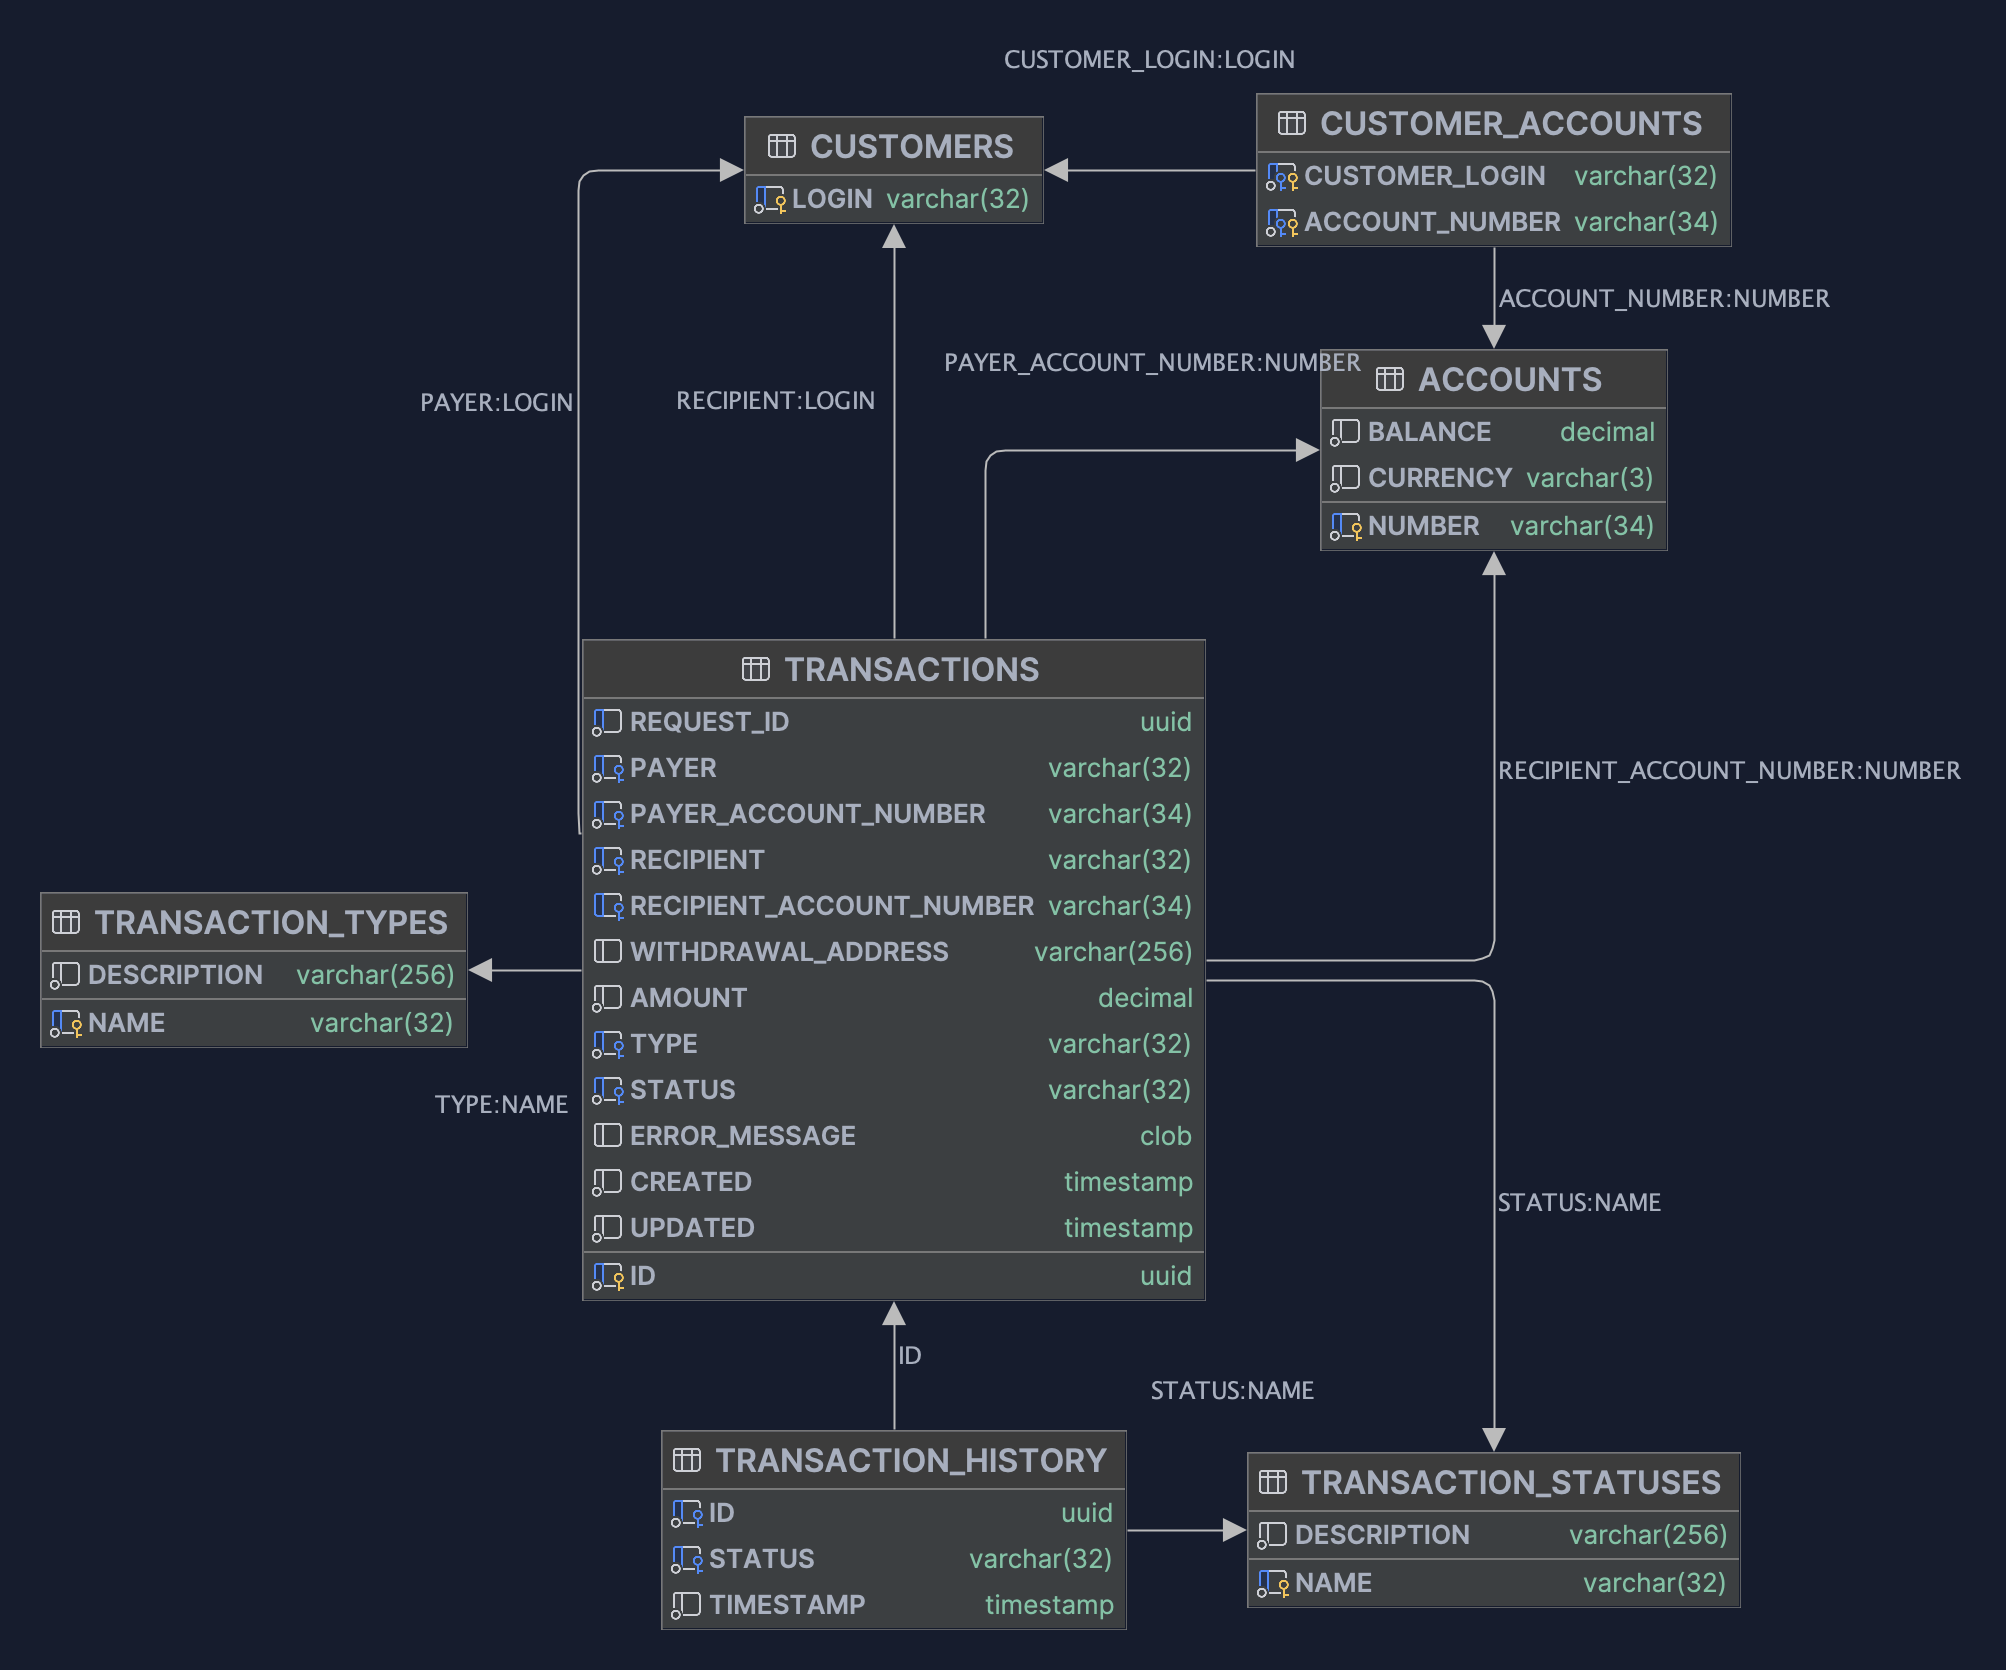 CUSTOMER_LOGIN:LOGIN
CUSTOMERS
LOGIN varchar(32)
CUSTOMER_ACCOUNTS
CUSTOMER_LOGIN varchar(32)
ACCOUNT_NUMBER varchar(34)
ACCOUNT_NUMBER:NUMBER
PAYER_ACCOUNT_NUMBER:NUMBER
ACCOUNTS
BALANCE decimal
CURRENCY varchar(3)
NUMBER varchar(34)
PAYER:LOGIN
RECIPIENT:LOGIN
TRANSACTIONS
REQUEST_ID uuid
PAYER varchar(32)
PAYER_ACCOUNT_NUMBER varchar(34)
RECIPIENT varchar(32)
RECIPIENT_ACCOUNT_NUMBER varchar(34)
WITHDRAWAL_ADDRESS varchar(256)
AMOUNT decimal
TYPE varchar(32)
STATUS varchar(32)
ERROR_MESSAGE clob
CREATED timestamp
UPDATED timestamp
ID uuid
RECIPIENT_ACCOUNT_NUMBER:NUMBER
TRANSACTION_TYPES
DESCRIPTION varchar(256)
NAME varchar(32)
TYPE:NAME
STATUS:NAME
ID
STATUS:NAME
TRANSACTION_HISTORY
ID uuid
STATUS varchar(32)
TIMESTAMP timestamp
TRANSACTION_STATUSES
DESCRIPTION varchar(256)
NAME varchar(32)